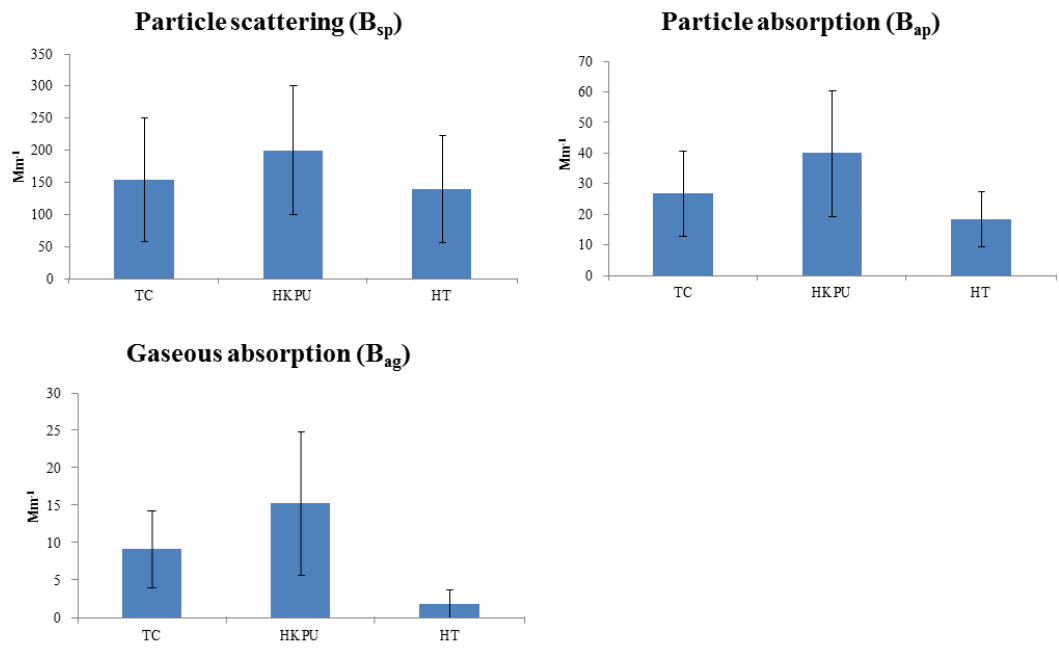 Particle scattering (Bsp)
350
300
250
200
150
100
50
0
Mm-1
TC HKPU HT
Particle absorption (Bap)
70
60
50
40
30
20
10
0
Mm-1
TC HKPU HT
Gaseous absorption (Bag)
30
25
20
15
10
5
0
Mm-1
TC HKPU HT